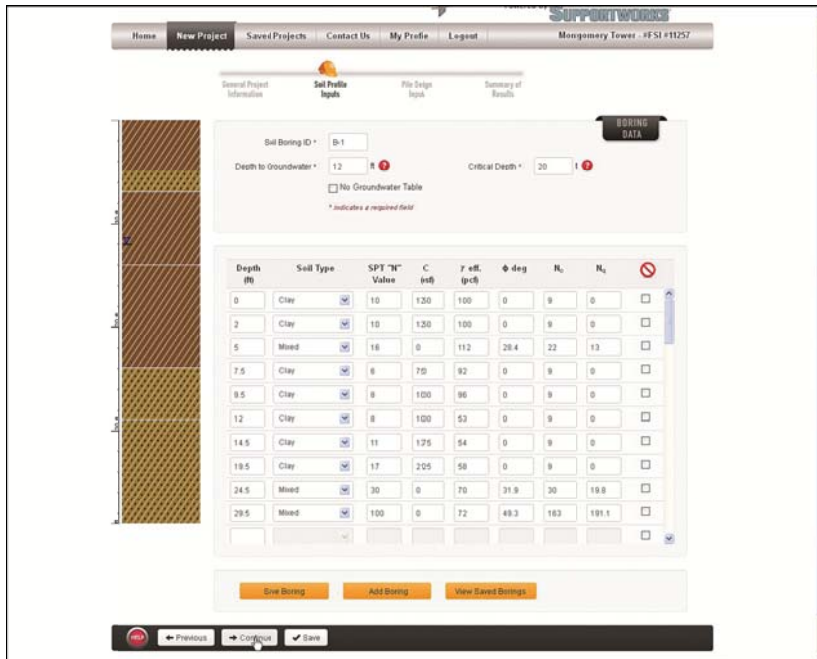 SUPPORTWORKS
Home New Project Saved Projects Contact Us My Profile Logout Mongomery Tower - #FSI #11257
General Project Information
Soil Profile Inputs
Pile Deign Input
Summary of Results
BORING DATA
Soil Boring ID * B-1
Depth to Groundwater * 12 ft ? Critical Depth * 20 t ?
No Groundwater Table
* indicates a required field
Depth (ft) Soil Type SPT "N" Value C (psf) γ eff. (pcf) ϕ deg Nc Nq
0 Clay 10 1250 100 0 9 0
2 Clay 10 1250 100 0 9 0
5 Mixed 16 0 112 28.4 22 13
7.5 Clay 6 750 92 0 9 0
9.5 Clay 8 1000 96 0 9 0
12 Clay 8 1000 53 0 9 0
14.5 Clay 11 1375 54 0 9 0
19.5 Clay 17 2125 58 0 9 0
24.5 Mixed 30 0 70 31.9 30 19.8
29.5 Mixed 100 0 72 49.3 163 191.1
Save Boring Add Boring View Saved Borings
HELP Previous Continue Save